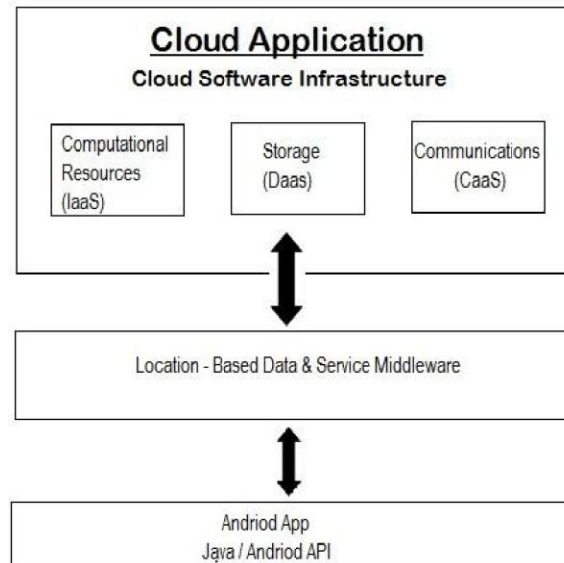 Cloud Application
Cloud Software Infrastructure
Computational
Resources
(IaaS)
Storage
(Daas)
Communications
(CaaS)
Location - Based Data & Service Middleware
Andriod App
Java / Andriod API